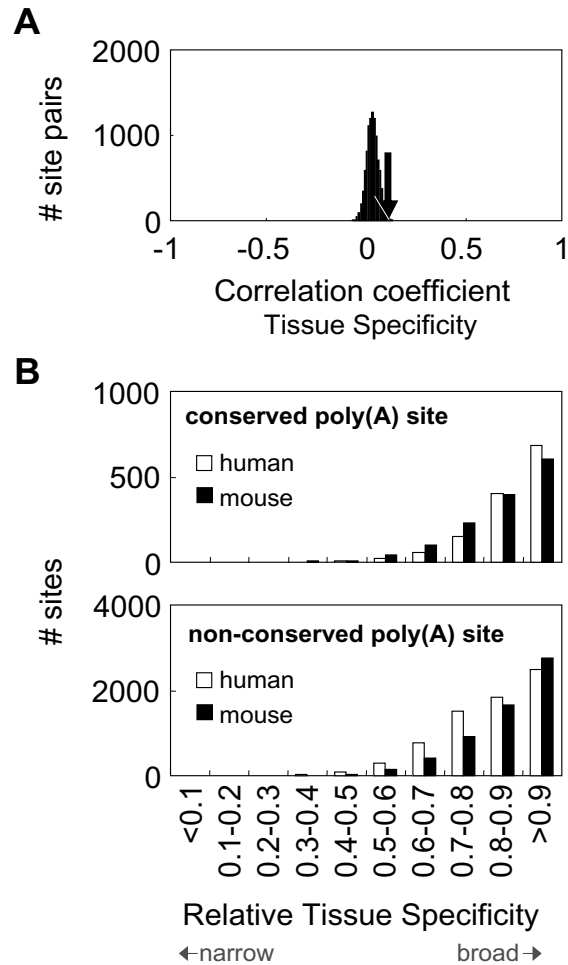 A
# site pairs
2000
1000
0
-1 -0.5 0 0.5 1
Correlation coefficient
Tissue Specificity
B
# sites
1000
500
0
conserved poly(A) site
human
mouse
4000
2000
0
non-conserved poly(A) site
human
mouse
<0.1
0.1-0.2
0.2-0.3
0.3-0.4
0.4-0.5
0.5-0.6
0.6-0.7
0.7-0.8
0.8-0.9
>0.9
Relative Tissue Specificity
←narrow broad→